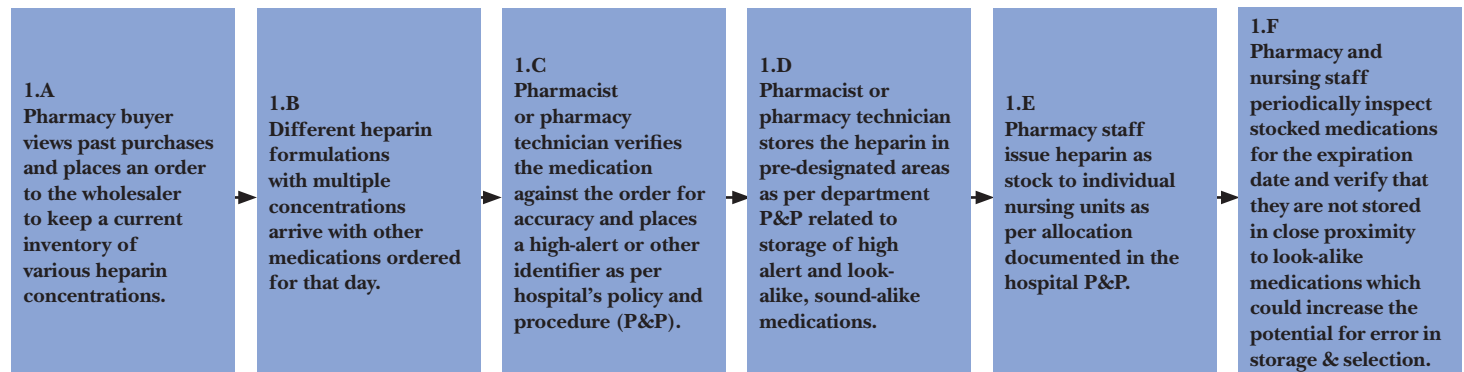 1.A
Pharmacy buyer
views past purchases
and places an order
to the wholesaler
to keep a current
inventory of
various heparin
concentrations.
1.B
Different heparin
formulations
with multiple
concentrations
arrive with other
medications ordered
for that day.
1.C
Pharmacist
or pharmacy
technician verifies
the medication
against the order for
accuracy and places
a high-alert or other
identifier as per
hospital's policy and
procedure (P&P).
1.D
Pharmacist or
pharmacy technician
stores the heparin in
pre-designated areas
as per department
P&P related to
storage of high
alert and look-
alike, sound-alike
medications.
1.E
Pharmacy staff
issue heparin as
stock to individual
nursing units as
per allocation
documented in the
hospital P&P.
1.F
Pharmacy and
nursing staff
periodically inspect
stocked medications
for the expiration
date and verify that
they are not stored
in close proximity
to look-alike
medications which
could increase the
potential for error in
storage & selection.